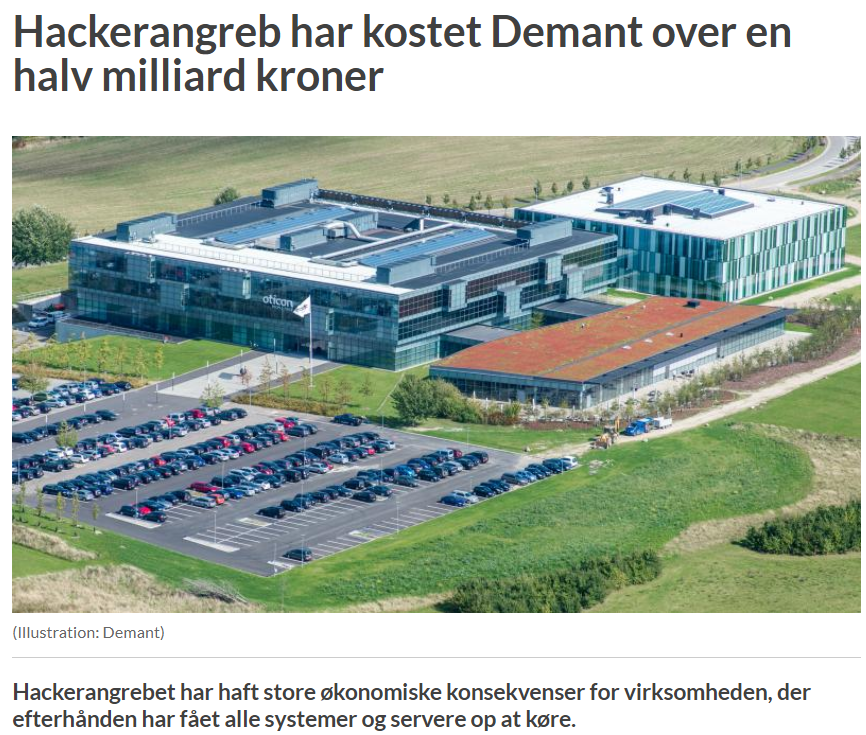 Hackerangreb har kostet Demant over en
halv milliard kroner
oticon
(Illustration: Demant)
Hackerangrebet har haft store økonomiske konsekvenser for virksomheden, der
efterhånden har fået alle systemer og servere op at køre.